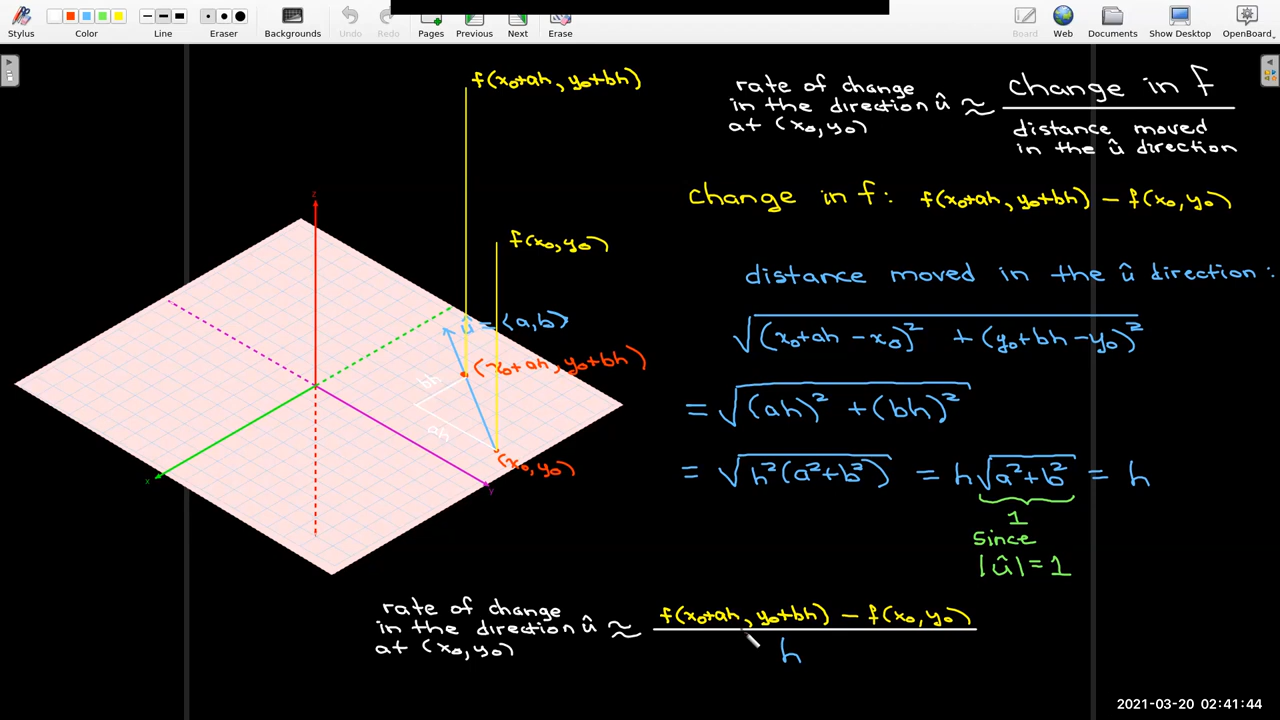 Stylus
Color
Line
Eraser
Backgrounds
Undo
Redo
Pages
Previous
Next
Erase
Board
Web
Documents
Show Desktop
OpenBoard
f(x₀+ah, y₀+bh)
f(x₀,y₀)
z
û = ⟨a,b⟩
(x₀+ah, y₀+bh)
bh
ah
(x₀,y₀)
x
y
rate of change
in the direction û
at (x₀,y₀)
≈
change in f
distance moved
in the û direction
change in f: f(x₀+ah, y₀+bh) − f(x₀,y₀)
distance moved in the û direction:
√((x₀+ah −x₀)² +(y₀+bh −y₀)²)
= √((ah)² +(bh)²)
= √(h²(a²+b²)) = h√(a²+b²) = h
1
since
|û|=1
rate of change
in the direction û
at (x₀,y₀)
≈
f(x₀+ah, y₀+bh) − f(x₀,y₀)
h
2021-03-20 02:41:44